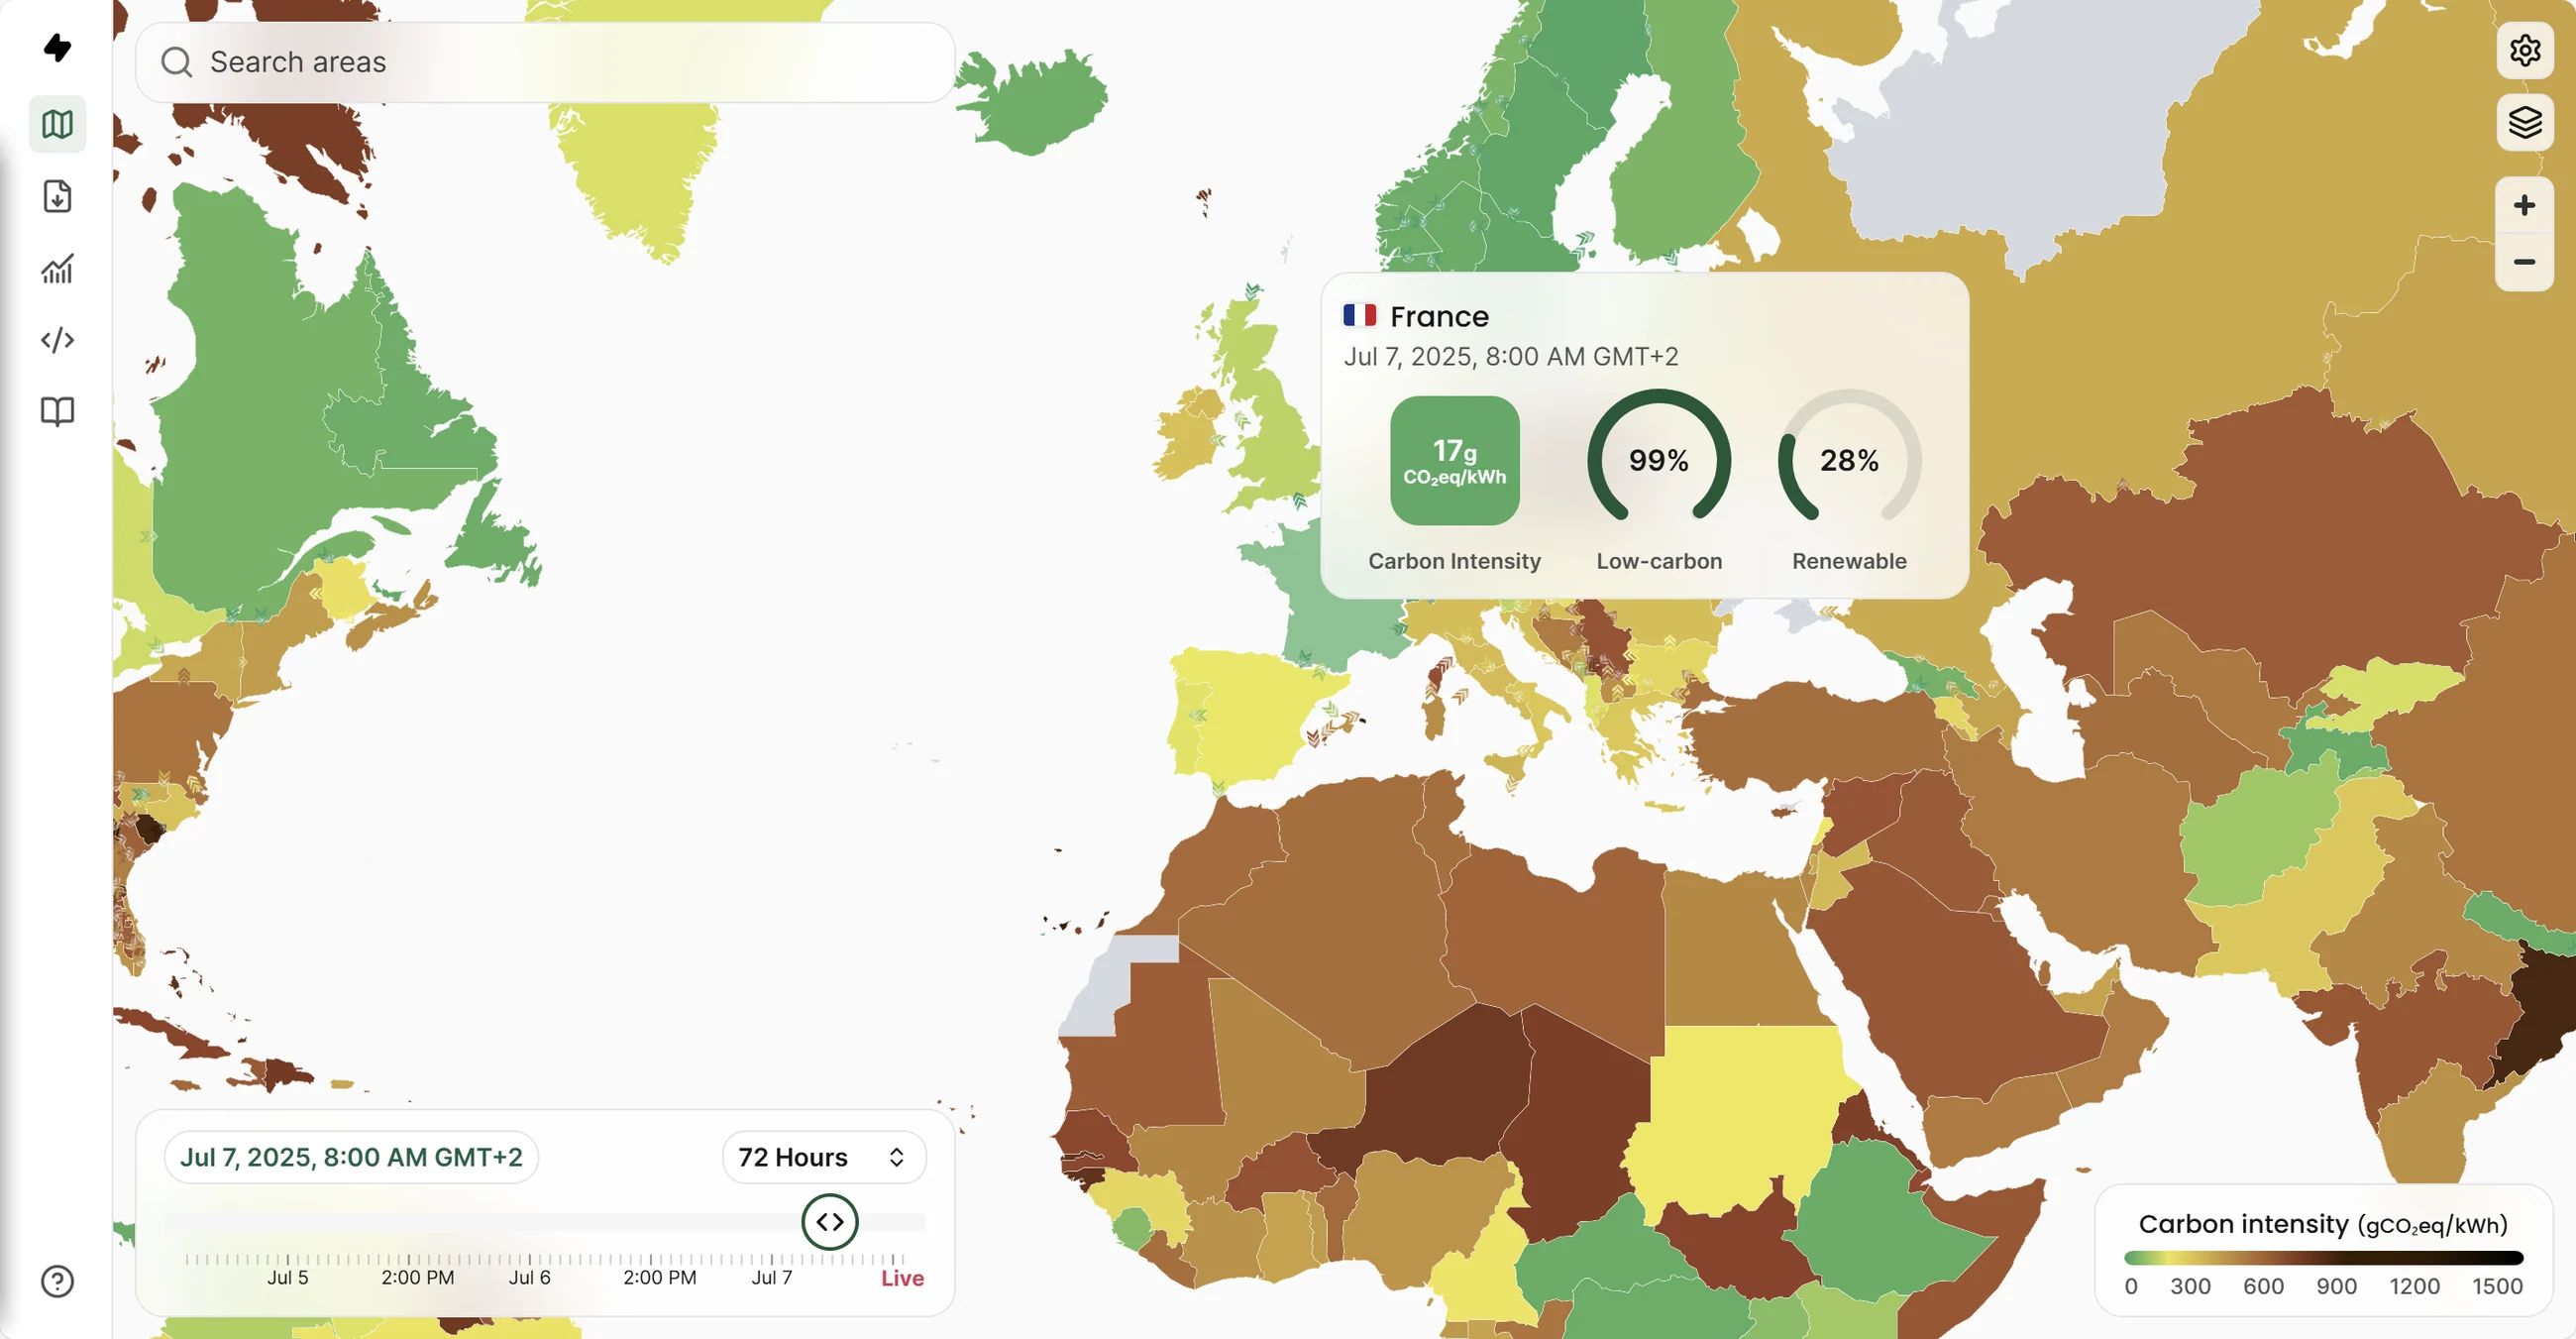 Search areas
France
Jul 7, 2025, 8:00 AM GMT+2
17g
CO₂eq/kWh
99%
28%
Carbon Intensity
Low-carbon
Renewable
Jul 7, 2025, 8:00 AM GMT+2
72 Hours
Jul 5
2:00 PM
Jul 6
2:00 PM
Jul 7
Live
Carbon intensity (gCO₂eq/kWh)
0 300 600 900 1200 1500